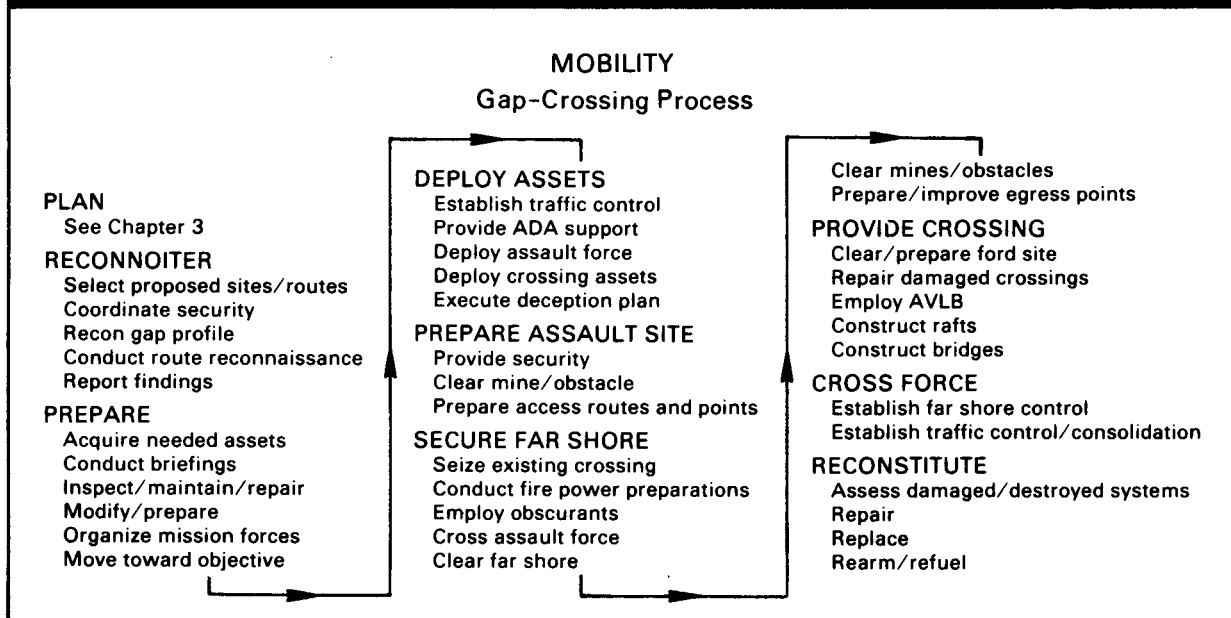 MOBILITY
Gap-Crossing Process
PLAN
See Chapter 3
RECONNOITER
Select proposed sites/routes
Coordinate security
Recon gap profile
Conduct route reconnaissance
Report findings
PREPARE
Acquire needed assets
Conduct briefings
Inspect/maintain/repair
Modify/prepare
Organize mission forces
Move toward objective
DEPLOY ASSETS
Establish traffic control
Provide ADA support
Deploy assault force
Deploy crossing assets
Execute deception plan
PREPARE ASSAULT SITE
Provide security
Clear mine/obstacle
Prepare access routes and points
SECURE FAR SHORE
Seize existing crossing
Conduct fire power preparations
Employ obscurants
Cross assault force
Clear far shore
Clear mines/obstacles
Prepare/improve egress points
PROVIDE CROSSING
Clear/prepare ford site
Repair damaged crossings
Employ AVLB
Construct rafts
Construct bridges
CROSS FORCE
Establish far shore control
Establish traffic control/consolidation
RECONSTITUTE
Assess damaged/destroyed systems
Repair
Replace
Rearm/refuel